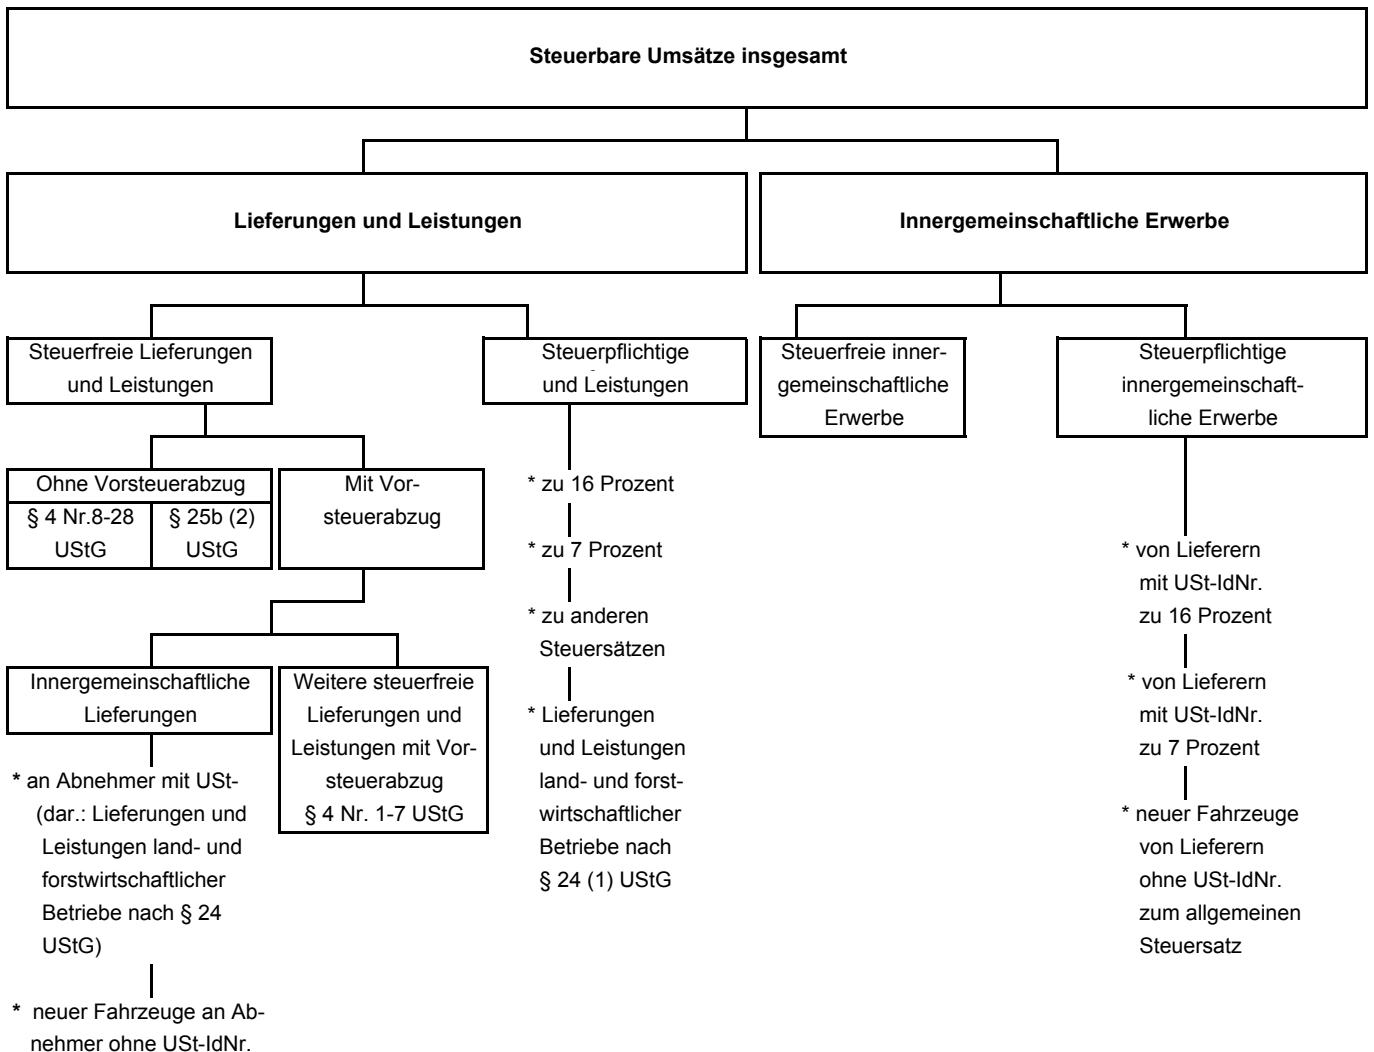 Steuerbare Umsätze insgesamt
Lieferungen und Leistungen
Innergemeinschaftliche Erwerbe
Steuerfreie Lieferungen
und Leistungen
Steuerpflichtige
und Leistungen
Steuerfreie inner-
gemeinschaftliche
Erwerbe
Steuerpflichtige
innergemeinschaft-
liche Erwerbe
Ohne Vorsteuerabzug
§ 4 Nr.8-28
UStG
§ 25b (2)
UStG
Mit Vor-
steuerabzug
* zu 16 Prozent
* zu 7 Prozent
* zu anderen
Steuersätzen
* Lieferungen
und Leistungen
land- und forst-
wirtschaftlicher
Betriebe nach
§ 24 (1) UStG
* von Lieferern
mit USt-IdNr.
zu 16 Prozent
* von Lieferern
mit USt-IdNr.
zu 7 Prozent
* neuer Fahrzeuge
von Lieferern
ohne USt-IdNr.
zum allgemeinen
Steuersatz
Innergemeinschaftliche
Lieferungen
Weitere steuerfreie
Lieferungen und
Leistungen mit Vor-
steuerabzug
§ 4 Nr. 1-7 UStG
* an Abnehmer mit USt-
(dar.: Lieferungen und
Leistungen land- und
forstwirtschaftlicher
Betriebe nach § 24
UStG)
* neuer Fahrzeuge an Ab-
nehmer ohne USt-IdNr.